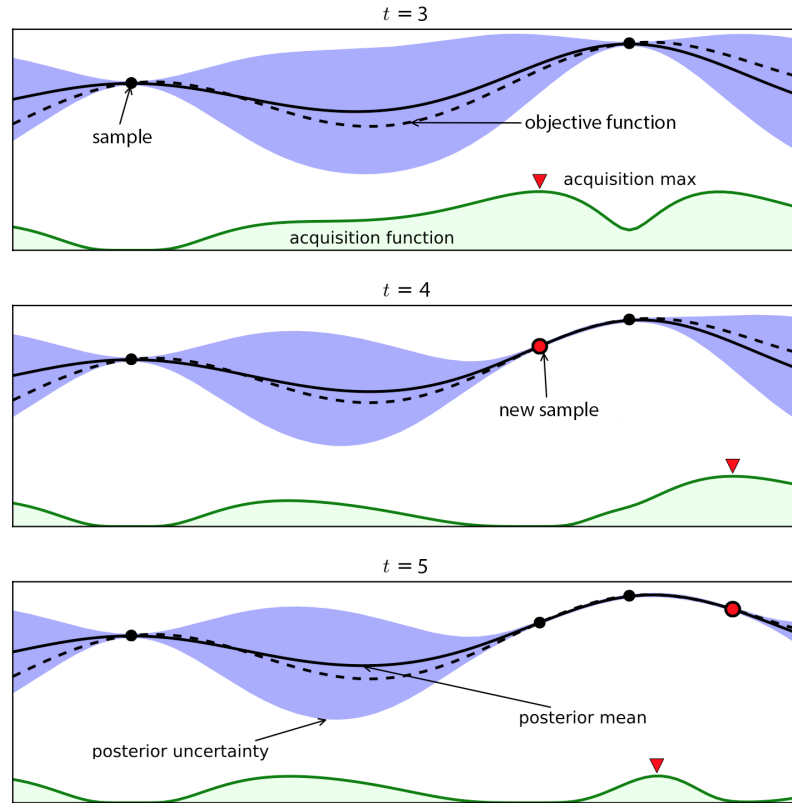 t = 3
sample
objective function
acquisition max
acquisition function
t = 4
new sample
t = 5
posterior mean
posterior uncertainty